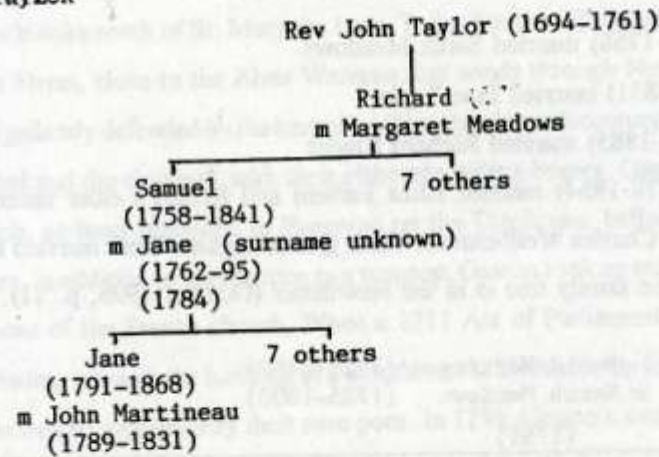 Rev John Taylor (1694-1761)
Richard
m Margaret Meadows
Samuel 7 others
(1758-1841)
m Jane (surname unknown)
(1762-95)
(1784)
Jane 7 others
(1791-1868)
m John Martineau
(1789-1831)